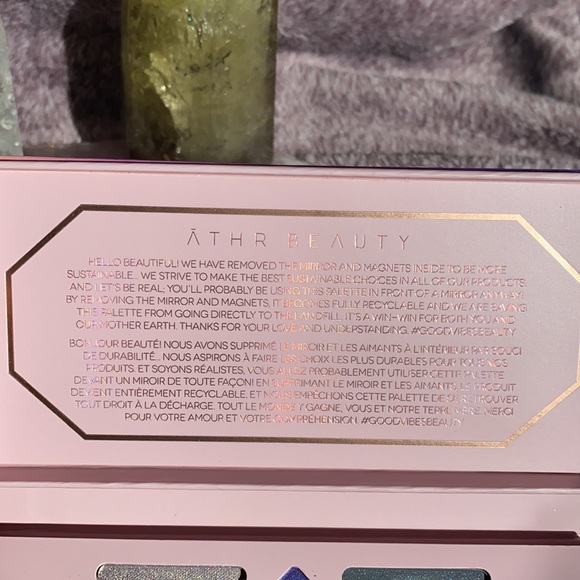 ĀTHR BEAUTY
HELLO BEAUTIFUL! WE HAVE REMOVED THE MIRROR AND MAGNETS INSIDE TO BE MORE
SUSTAINABLE... WE STRIVE TO MAKE THE BEST SUSTAINABLE CHOICES IN ALL OF OUR PRODUCTS.
AND LET'S BE REAL; YOU'LL PROBABLY BE USING THIS PALETTE IN FRONT OF A MIRROR ANYWAY!
BY REMOVING THE MIRROR AND MAGNETS, IT BECOMES FULLY RECYCLABLE AND WE ARE SAVING
THIS PALETTE FROM GOING DIRECTLY TO THE LANDFILL. IT'S A WIN-WIN FOR BOTH YOU AND
OUR MOTHER EARTH. THANKS FOR YOUR LOVE AND UNDERSTANDING. #GOODVIBESBEAUTY
BONJOUR BEAUTÉ! NOUS AVONS SUPPRIMÉ LE MIROIR ET LES AIMANTS À L'INTÉRIEUR PAR SOUCI
DE DURABILITÉ... NOUS ASPIRONS À FAIRE LES CHOIX LES PLUS DURABLES POUR TOUS NOS
PRODUITS. ET SOYONS RÉALISTES, VOUS ALLEZ PROBABLEMENT UTILISER CETTE PALETTE
DEVANT UN MIROIR DE TOUTE FAÇON! EN SUPPRIMANT LE MIROIR ET LES AIMANTS, CE PRODUIT
DEVIENT ENTIÈREMENT RECYCLABLE, ET NOUS EMPÊCHONS CETTE PALETTE DE SE RETROUVER
TOUT DROIT À LA DÉCHARGE. TOUT LE MONDE Y GAGNE, VOUS ET NOTRE TERRE MÈRE. MERCI
POUR VOTRE AMOUR ET VOTRE COMPRÉHENSION. #GOODVIBESBEAUTY